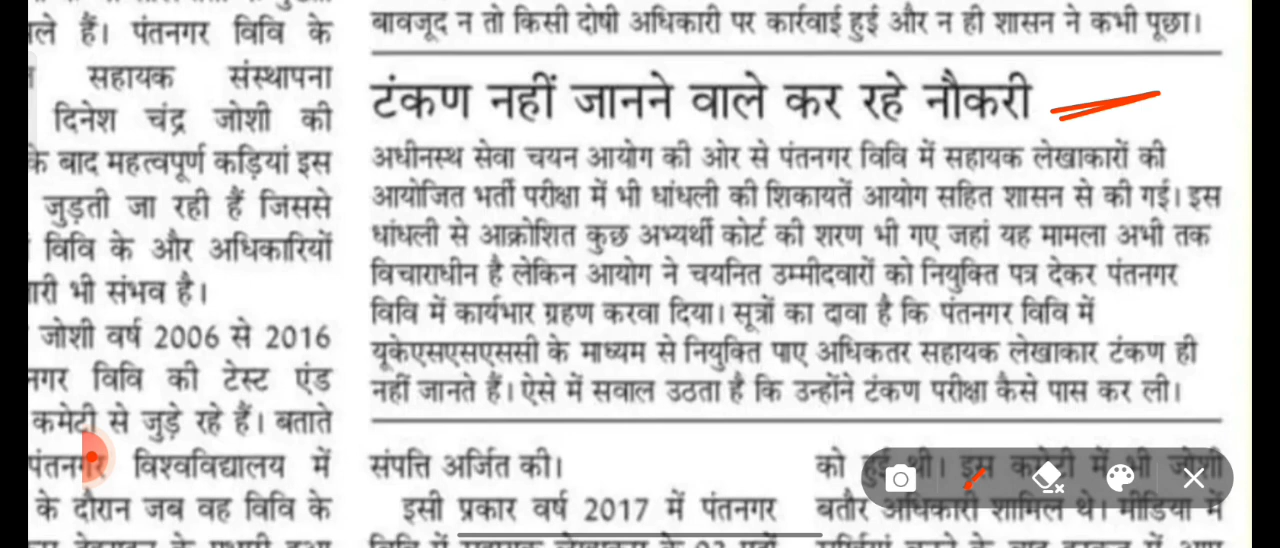 ले हैं। पंतनगर विवि के
सहायक संस्थापना
दिनेश चंद्र जोशी की
के बाद महत्वपूर्ण कड़ियां इस
जुड़ती जा रही हैं जिससे
विवि के और अधिकारियों
भी संभव है।
जोशी वर्ष 2006 से 2016
विवि की टेस्ट एंड
कमेटी से जुड़े रहे हैं। बताते
पंतनगर विश्वविद्यालय में
के दौरान जब वह विवि के
बावजूद न तो किसी दोषी अधिकारी पर कार्रवाई हुई और न ही शासन ने कभी पूछा।
टंकण नहीं जानने वाले कर रहे नौकरी
अधीनस्थ सेवा चयन आयोग की ओर से पंतनगर विवि में सहायक लेखाकारों की
आयोजित भर्ती परीक्षा में भी धांधली की शिकायतें आयोग सहित शासन से की गई। इस
धांधली से आक्रोशित कुछ अभ्यर्थी कोर्ट की शरण भी गए जहां यह मामला अभी तक
विचाराधीन है लेकिन आयोग ने चयनित उम्मीदवारों को नियुक्ति पत्र देकर पंतनगर
विवि में कार्यभार ग्रहण करवा दिया। सूत्रों का दावा है कि पंतनगर विवि में
यूकेएसएसएससी के माध्यम से नियुक्ति पाए अधिकतर सहायक लेखाकार टंकण ही
नहीं जानते हैं। ऐसे में सवाल उठता है कि उन्होंने टंकण परीक्षा कैसे पास कर ली।
संपत्ति अर्जित की।
इसी प्रकार वर्ष 2017 में पंतनगर
को हुई थी। इस कमेटी में भी जोशी
बतौर अधिकारी शामिल थे। मीडिया में